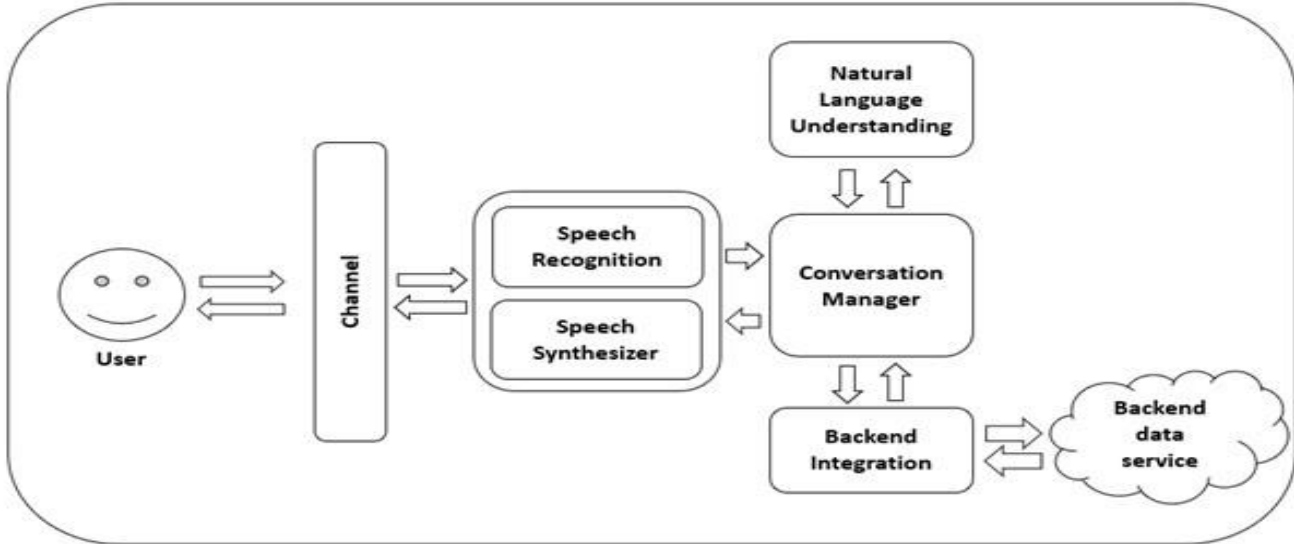 Natural
Language
Understanding
Channel
Speech
Recognition
Conversation
Manager
Speech
Synthesizer
User
Backend
Integration
Backend
data
service